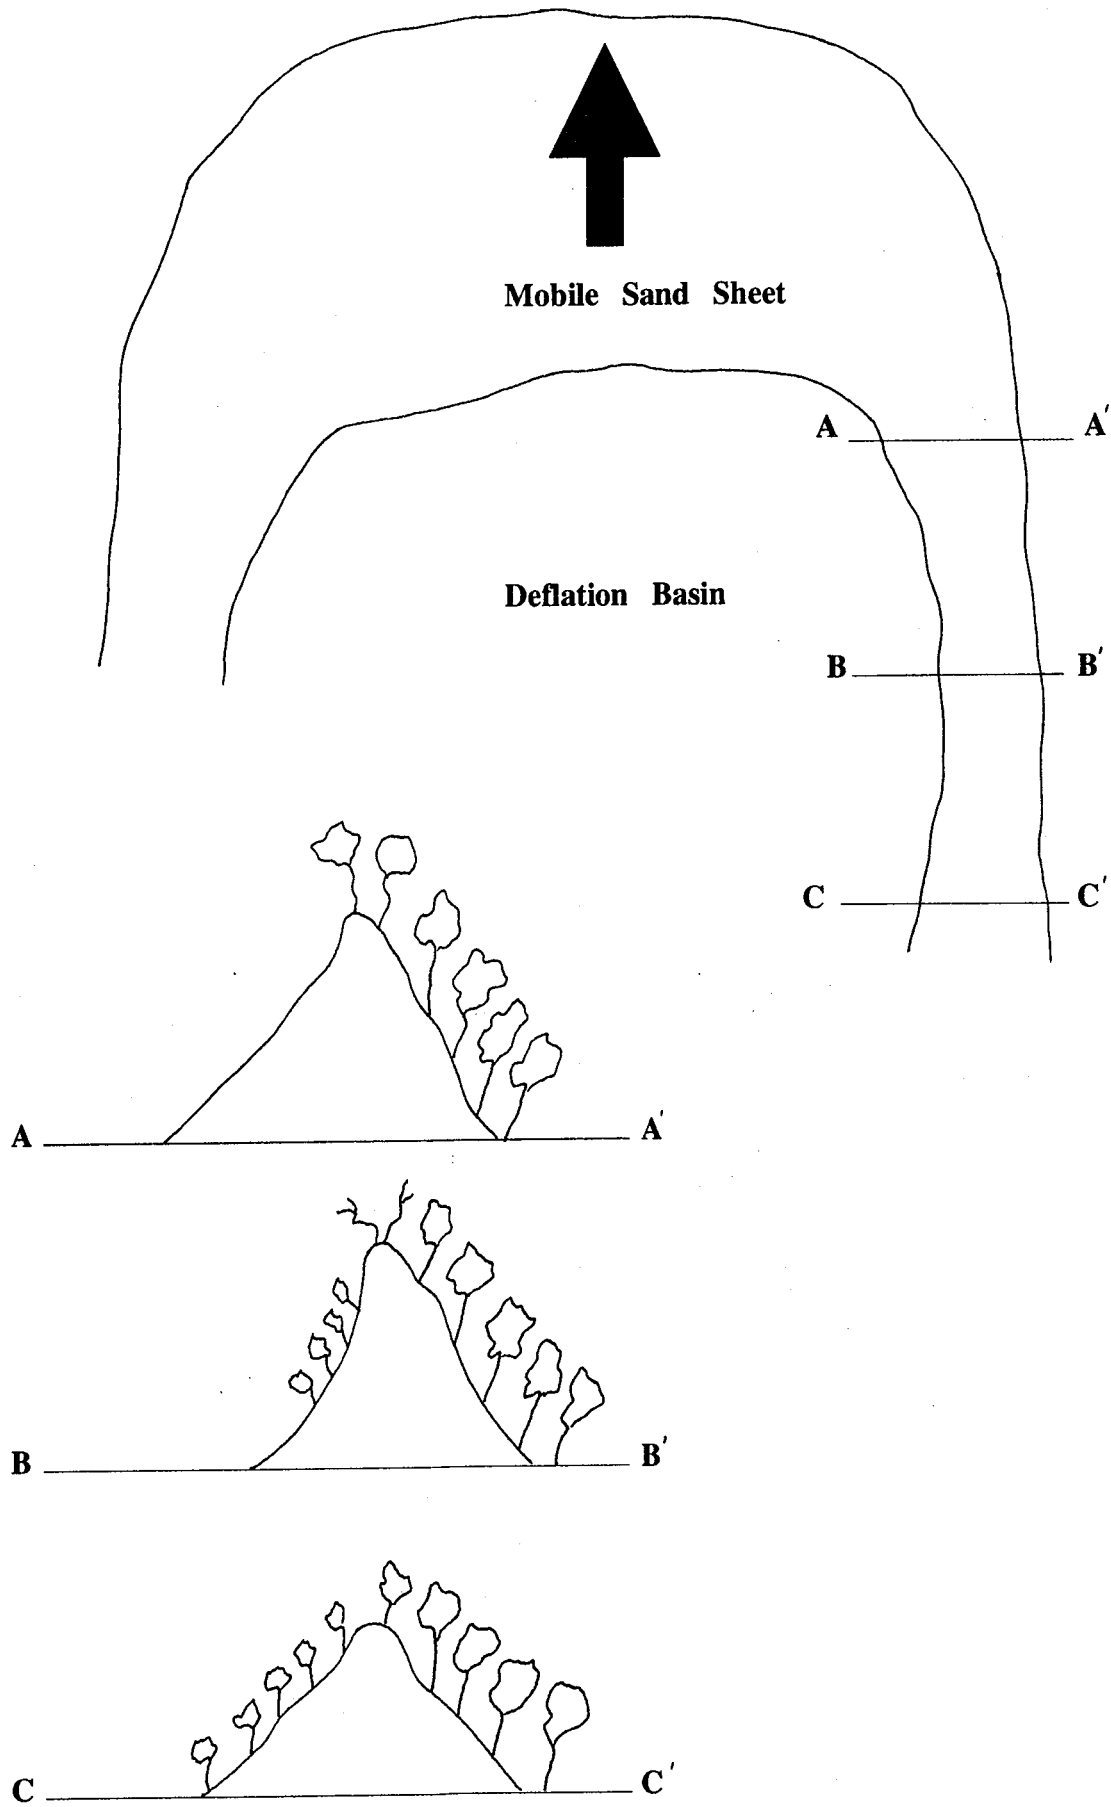 Mobile Sand Sheet
A A′
Deflation Basin
B B′
C C′
A A′
B B′
C C′